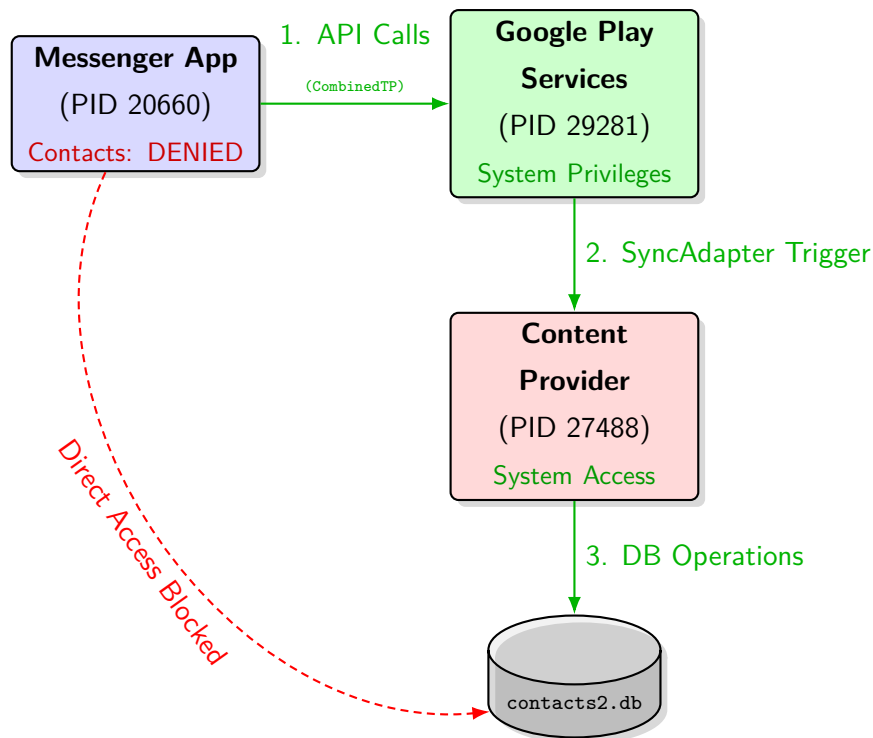 Messenger App
(PID 20660)
Contacts: DENIED
1. API Calls
(CombinedTP)
Google Play
Services
(PID 29281)
System Privileges
2. SyncAdapter Trigger
Content
Provider
(PID 27488)
System Access
Direct Access Blocked
3. DB Operations
contacts2.db